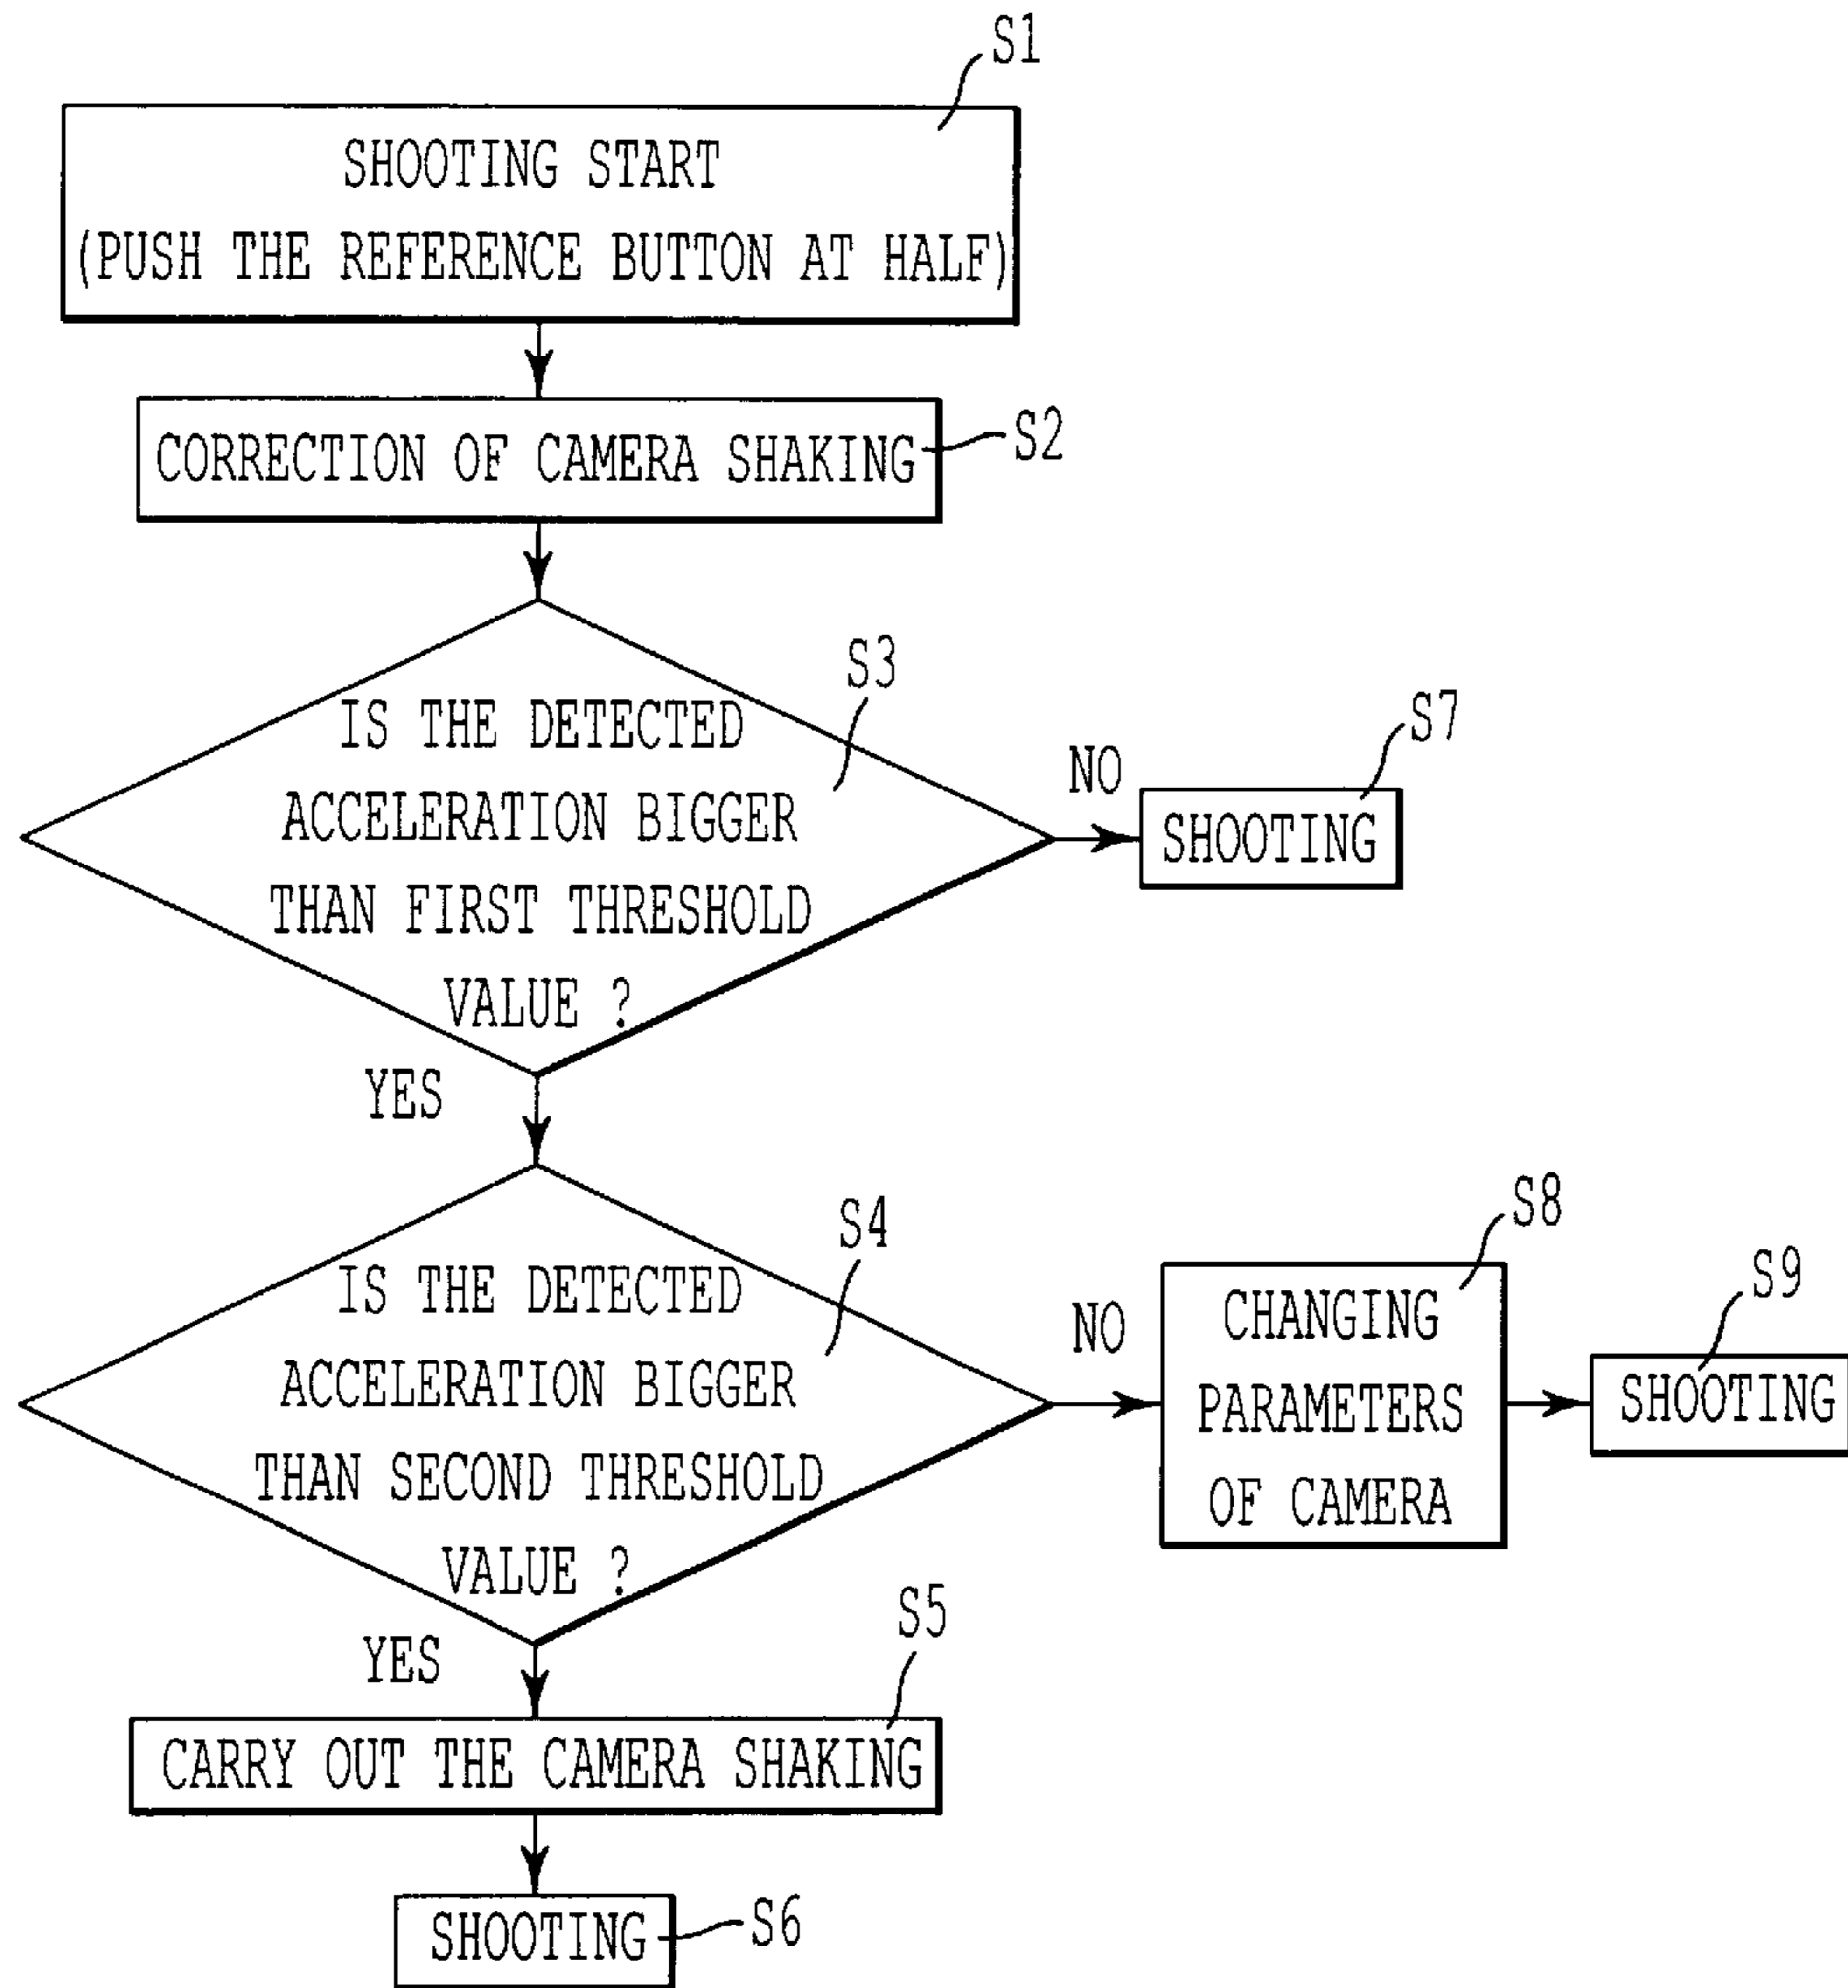 S1
SHOOTING START
(PUSH THE REFERENCE BUTTON AT HALF)
CORRECTION OF CAMERA SHAKING
S2
S3
IS THE DETECTED
ACCELERATION BIGGER
THAN FIRST THRESHOLD
VALUE ?
NO
S7
SHOOTING
YES
S4
IS THE DETECTED
ACCELERATION BIGGER
THAN SECOND THRESHOLD
VALUE ?
NO
S8
CHANGING
PARAMETERS
OF CAMERA
S9
SHOOTING
YES
S5
CARRY OUT THE CAMERA SHAKING
SHOOTING
S6